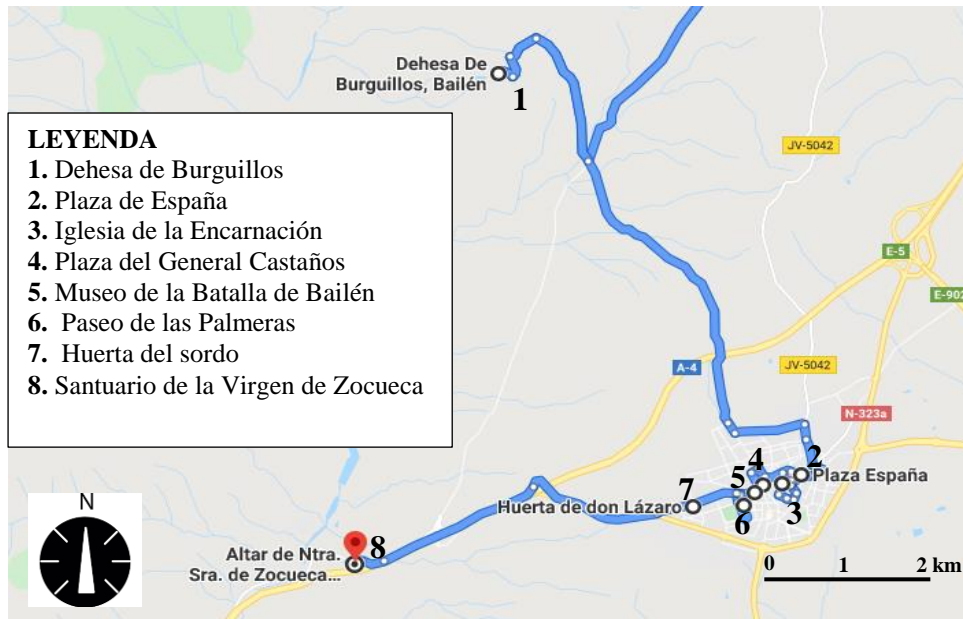 Dehesa De
Burguillos, Bailén
1
JV-5042
LEYENDA
1. Dehesa de Burguillos
2. Plaza de España
3. Iglesia de la Encarnación
4. Plaza del General Castaños
5. Museo de la Batalla de Bailén
6. Paseo de las Palmeras
7. Huerta del sordo
8. Santuario de la Virgen de Zocueca
E-5
E-902
A-4
JV-5042
N-323a
4
2
Plaza España
5
7
Huerta de don Lázaro
3
6
N
8
Altar de Ntra.
Sra. de Zocueca...
0 1 2 km